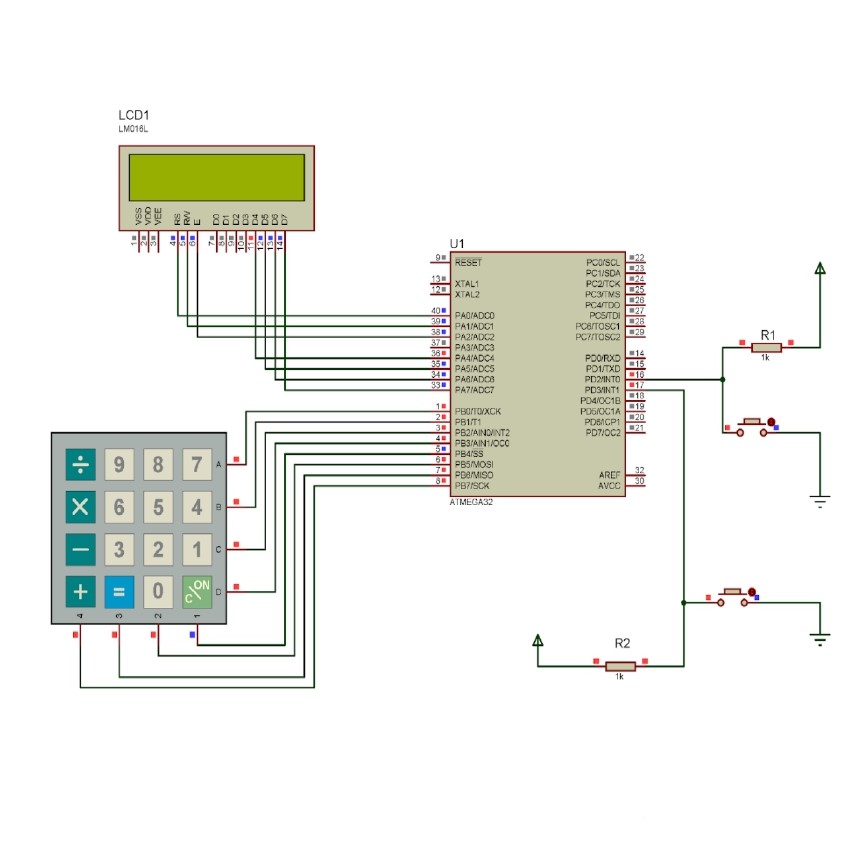 LCD1
LM016L
VSS VDD VEE RS RW E D0 D1 D2 D3 D4 D5 D6 D7
1 2 3 4 5 6 7 8 9 10 11 12 13 14
U1
9 RESET PC0/SCL 22
PC1/SDA 23
13 XTAL1 PC2/TCK 24
12 XTAL2 PC3/TMS 25
PC4/TDO 26
40 PA0/ADC0 PC5/TDI 27
39 PA1/ADC1 PC6/TOSC1 28
38 PA2/ADC2 PC7/TOSC2 29
37 PA3/ADC3
36 PA4/ADC4 PD0/RXD 14
35 PA5/ADC5 PD1/TXD 15
34 PA6/ADC6 PD2/INT0 16
33 PA7/ADC7 PD3/INT1 17
PD4/OC1B 18
1 PB0/T0/XCK PD5/OC1A 19
2 PB1/T1 PD6/ICP1 20
3 PB2/AIN0/INT2 PD7/OC2 21
4 PB3/AIN1/OC0
5 PB4/SS
6 PB5/MOSI
7 PB6/MISO AREF 32
8 PB7/SCK AVCC 30
ATMEGA32
R1
1k
÷ 9 8 7 A
× 6 5 4 B
− 3 2 1 C
+ = 0 ON/C D
4 3 2 1
R2
1k